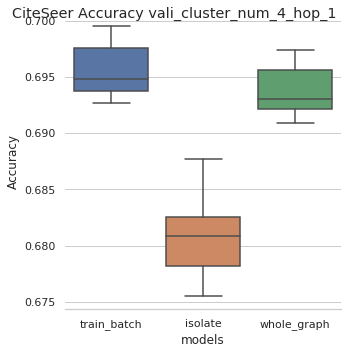 CiteSeer Accuracy vali_cluster_num_4_hop_1
0.700
0.695
0.690
0.685
0.680
0.675
Accuracy
train_batch
isolate
whole_graph
models